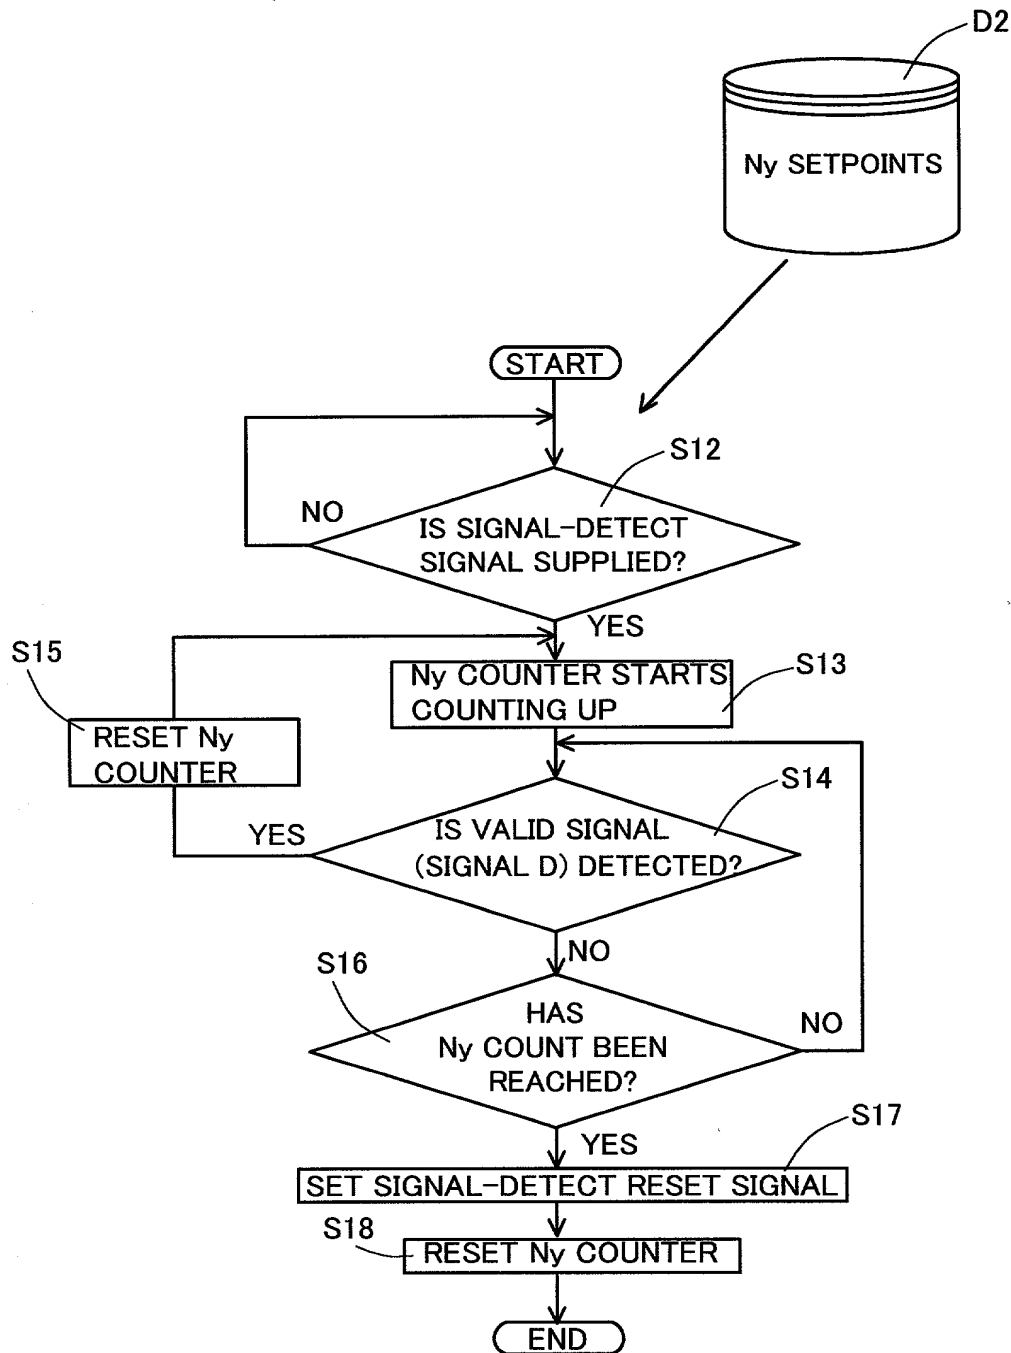 D2
Ny SETPOINTS
START
S12
NO
IS SIGNAL-DETECT
SIGNAL SUPPLIED?
YES
S15
S13
Ny COUNTER STARTS
COUNTING UP
RESET Ny
COUNTER
S14
YES
IS VALID SIGNAL
(SIGNAL D) DETECTED?
NO
S16
HAS
Ny COUNT BEEN
REACHED?
NO
S17
YES
SET SIGNAL-DETECT RESET SIGNAL
S18
RESET Ny COUNTER
END